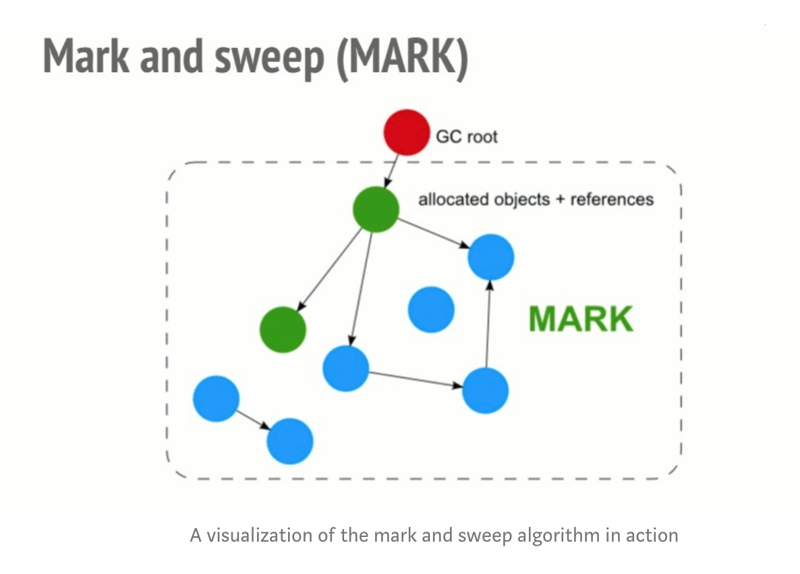 Mark and sweep (MARK)
GC root
allocated objects + references
MARK
A visualization of the mark and sweep algorithm in action